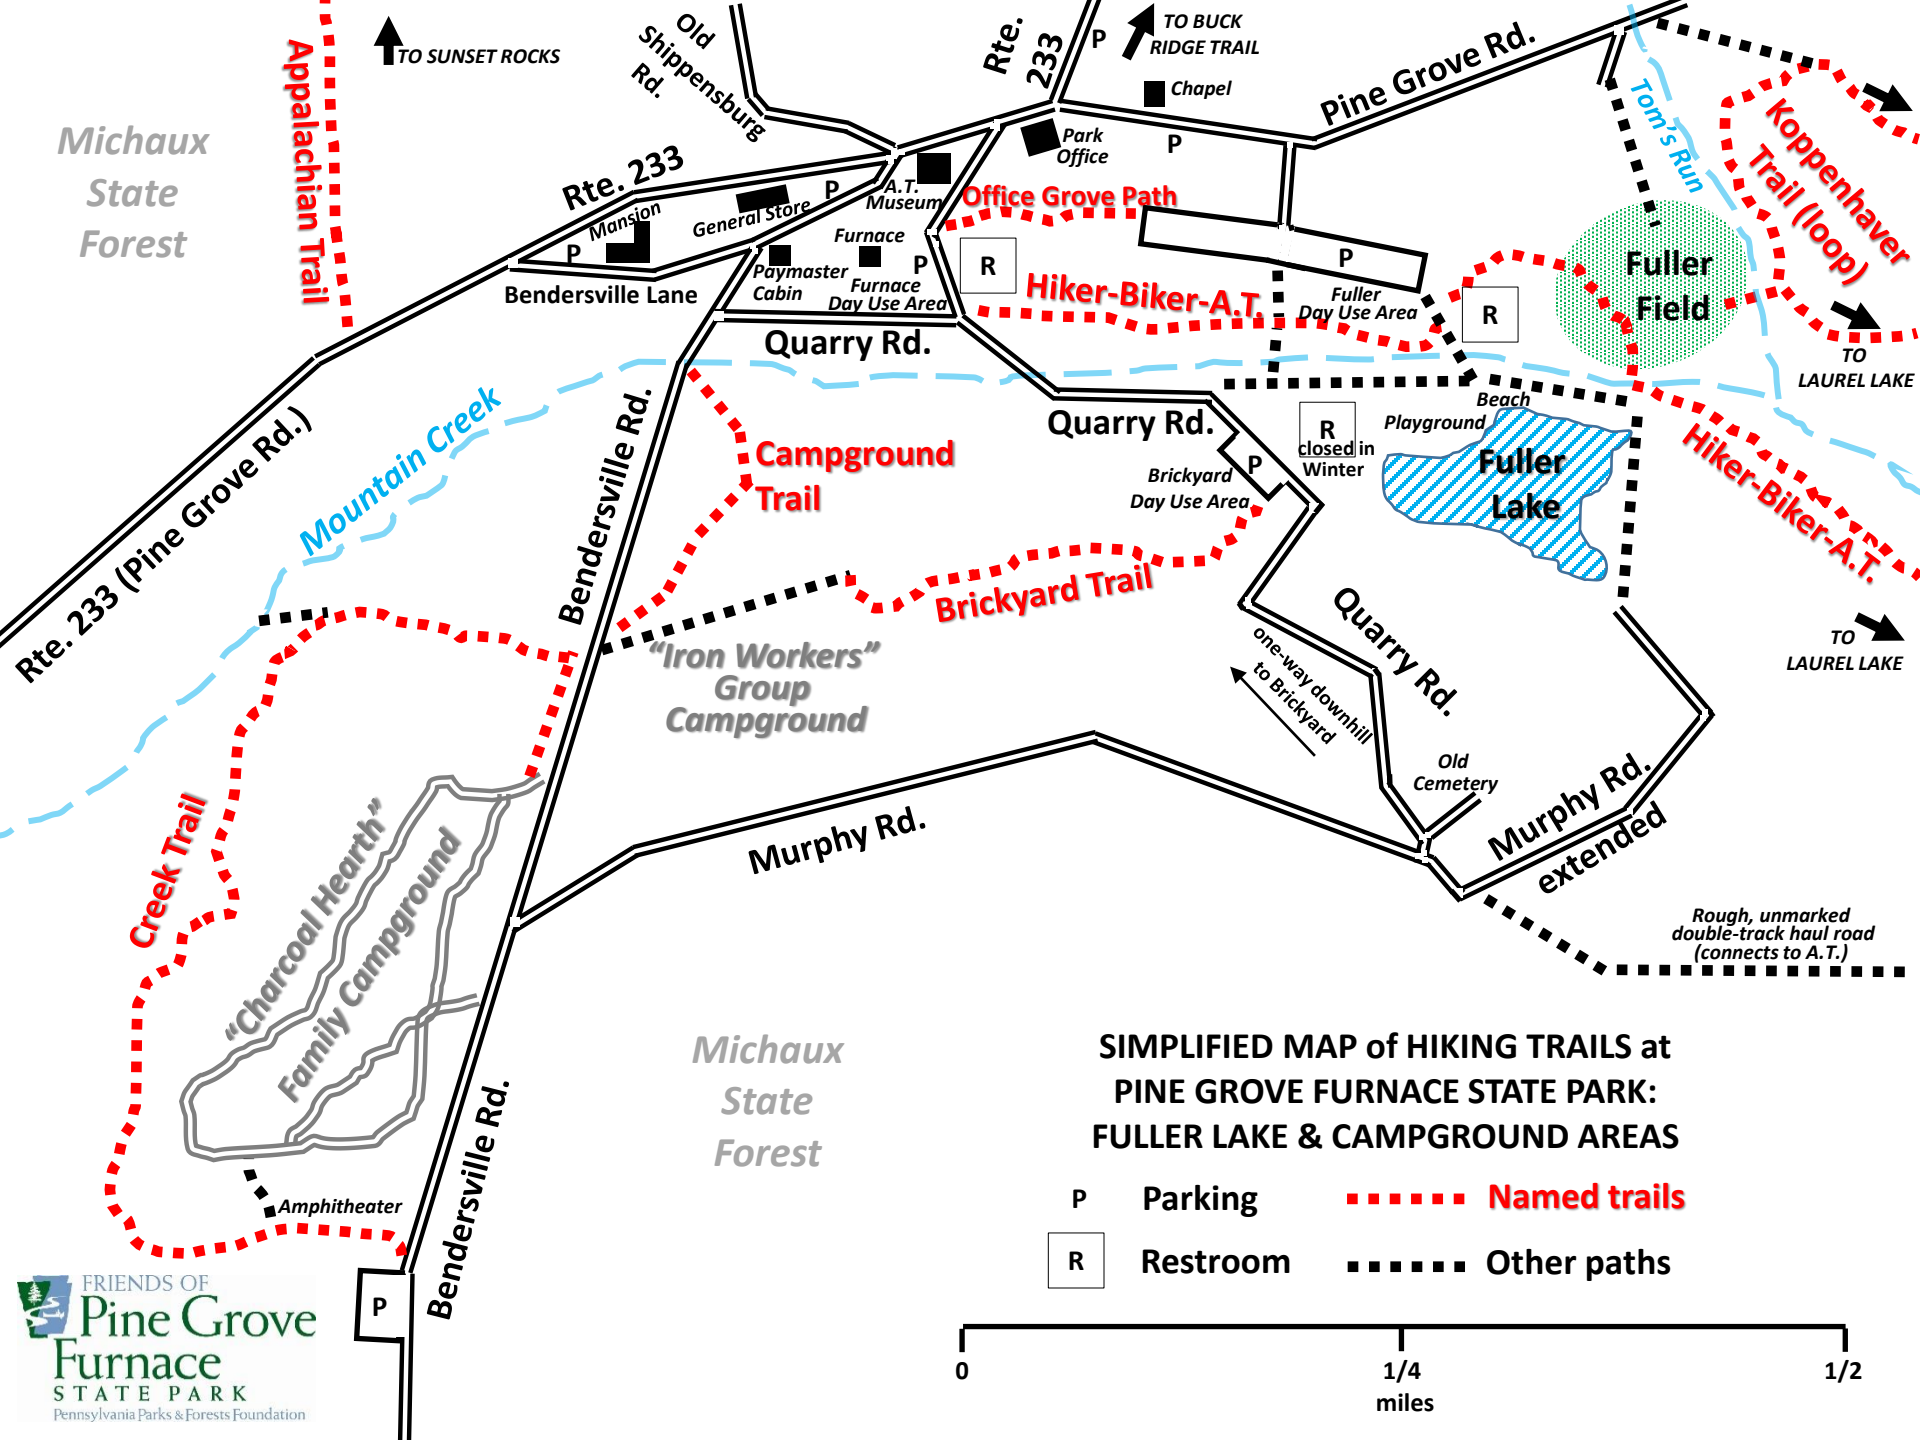 TO SUNSET ROCKS
Old
Shippensburg
Rd.
Rte.
233
P
TO BUCK
RIDGE TRAIL
Chapel
Pine Grove Rd.
Tom's Run
Koppenhaver
Trail (loop)
Appalachian Trail
Michaux
State
Forest
Rte. 233
Mansion
P
General Store
P
A.T.
Museum
Park
Office
P
Office Grove Path
Furnace
P
R
Paymaster
Cabin
Furnace
Day Use Area
Bendersville Lane
Hiker-Biker-A.T.
P
Fuller
Day Use Area
R
Fuller
Field
TO
LAUREL LAKE
Quarry Rd.
Mountain Creek
Rte. 233 (Pine Grove Rd.)
Bendersville Rd.
Campground
Trail
Quarry Rd.
P
Brickyard
Day Use Area
R
closed in
Winter
Beach
Playground
Fuller
Lake
Hiker-Biker-A.T.
Brickyard Trail
"Iron Workers"
Group
Campground
Quarry Rd.
one-way downhill
to Brickyard
TO
LAUREL LAKE
Old
Cemetery
Murphy Rd.
Murphy Rd.
extended
Creek Trail
"Charcoal Hearth"
Family Campground
Rough, unmarked
double-track haul road
(connects to A.T.)
Michaux
State
Forest
Bendersville Rd.
Amphitheater
P
SIMPLIFIED MAP of HIKING TRAILS at
PINE GROVE FURNACE STATE PARK:
FULLER LAKE & CAMPGROUND AREAS
P Parking Named trails
R Restroom Other paths
0 1/4 1/2
miles
FRIENDS OF
Pine Grove
Furnace
STATE PARK
Pennsylvania Parks & Forests Foundation